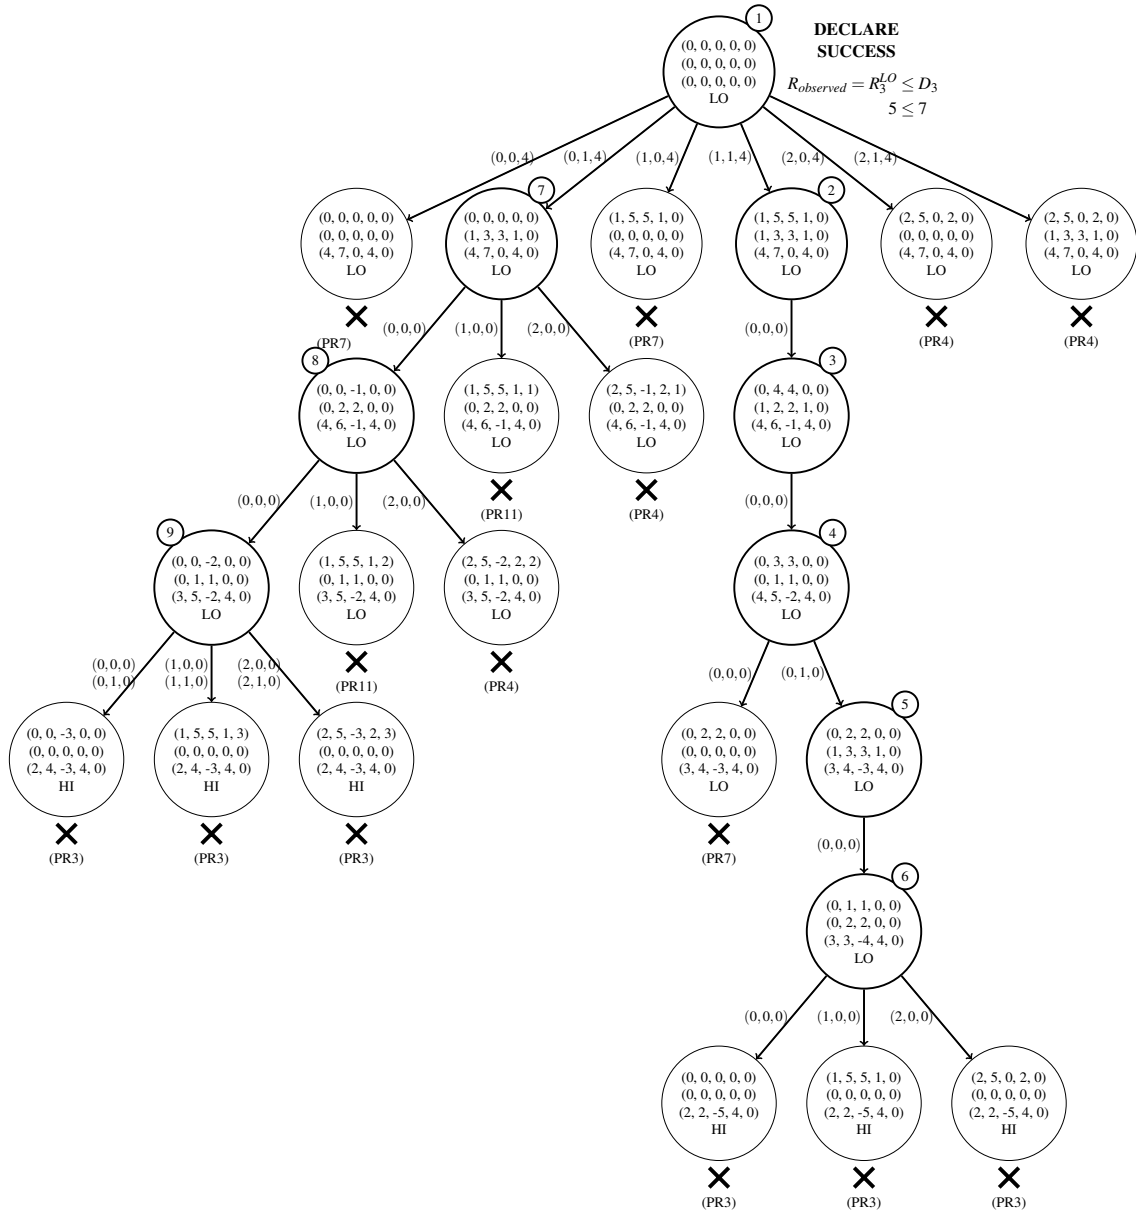 1
DECLARE
SUCCESS
R_observed = R_3^LO ≤ D_3
5 ≤ 7
(0, 0, 0, 0, 0)
(0, 0, 0, 0, 0)
(0, 0, 0, 0, 0)
LO
(0,0,4)
(0,1,4)
(1,0,4)
(1,1,4)
(2,0,4)
(2,1,4)
(0, 0, 0, 0, 0)
(0, 0, 0, 0, 0)
(4, 7, 0, 4, 0)
LO
(PR7)
7
(0, 0, 0, 0, 0)
(1, 3, 3, 1, 0)
(4, 7, 0, 4, 0)
LO
(1, 5, 5, 1, 0)
(0, 0, 0, 0, 0)
(4, 7, 0, 4, 0)
LO
(PR7)
2
(1, 5, 5, 1, 0)
(1, 3, 3, 1, 0)
(4, 7, 0, 4, 0)
LO
(2, 5, 0, 2, 0)
(0, 0, 0, 0, 0)
(4, 7, 0, 4, 0)
LO
(PR4)
(2, 5, 0, 2, 0)
(1, 3, 3, 1, 0)
(4, 7, 0, 4, 0)
LO
(PR4)
(0,0,0)
(1,0,0)
(2,0,0)
(0,0,0)
8
(0, 0, -1, 0, 0)
(0, 2, 2, 0, 0)
(4, 6, -1, 4, 0)
LO
(1, 5, 5, 1, 1)
(0, 2, 2, 0, 0)
(4, 6, -1, 4, 0)
LO
(PR11)
(2, 5, -1, 2, 1)
(0, 2, 2, 0, 0)
(4, 6, -1, 4, 0)
LO
(PR4)
3
(0, 4, 4, 0, 0)
(1, 2, 2, 1, 0)
(4, 6, -1, 4, 0)
LO
(0,0,0)
(1,0,0)
(2,0,0)
(0,0,0)
9
(0, 0, -2, 0, 0)
(0, 1, 1, 0, 0)
(3, 5, -2, 4, 0)
LO
(1, 5, 5, 1, 2)
(0, 1, 1, 0, 0)
(3, 5, -2, 4, 0)
LO
(PR11)
(2, 5, -2, 2, 2)
(0, 1, 1, 0, 0)
(3, 5, -2, 4, 0)
LO
(PR4)
4
(0, 3, 3, 0, 0)
(0, 1, 1, 0, 0)
(4, 5, -2, 4, 0)
LO
(0,0,0)
(0,1,0)
(1,0,0)
(1,1,0)
(2,0,0)
(2,1,0)
(0,0,0)
(0,1,0)
(0, 0, -3, 0, 0)
(0, 0, 0, 0, 0)
(2, 4, -3, 4, 0)
HI
(PR3)
(1, 5, 5, 1, 3)
(0, 0, 0, 0, 0)
(2, 4, -3, 4, 0)
HI
(PR3)
(2, 5, -3, 2, 3)
(0, 0, 0, 0, 0)
(2, 4, -3, 4, 0)
HI
(PR3)
(0, 2, 2, 0, 0)
(0, 0, 0, 0, 0)
(3, 4, -3, 4, 0)
LO
(PR7)
5
(0, 2, 2, 0, 0)
(1, 3, 3, 1, 0)
(3, 4, -3, 4, 0)
LO
(0,0,0)
6
(0, 1, 1, 0, 0)
(0, 2, 2, 0, 0)
(3, 3, -4, 4, 0)
LO
(0,0,0)
(1,0,0)
(2,0,0)
(0, 0, 0, 0, 0)
(0, 0, 0, 0, 0)
(2, 2, -5, 4, 0)
HI
(PR3)
(1, 5, 5, 1, 0)
(0, 0, 0, 0, 0)
(2, 2, -5, 4, 0)
HI
(PR3)
(2, 5, 0, 2, 0)
(0, 0, 0, 0, 0)
(2, 2, -5, 4, 0)
HI
(PR3)